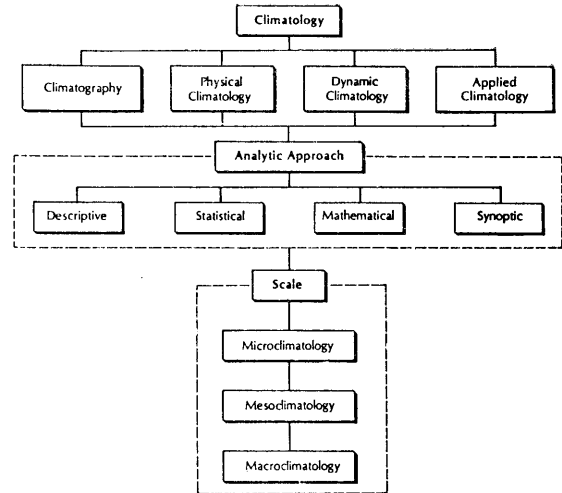 Climatology
Climatography
Physical
Climatology
Dynamic
Climatology
Applied
Climatology
Analytic Approach
Descriptive
Statistical
Mathematical
Synoptic
Scale
Microclimatology
Mesoclimatology
Macroclimatology